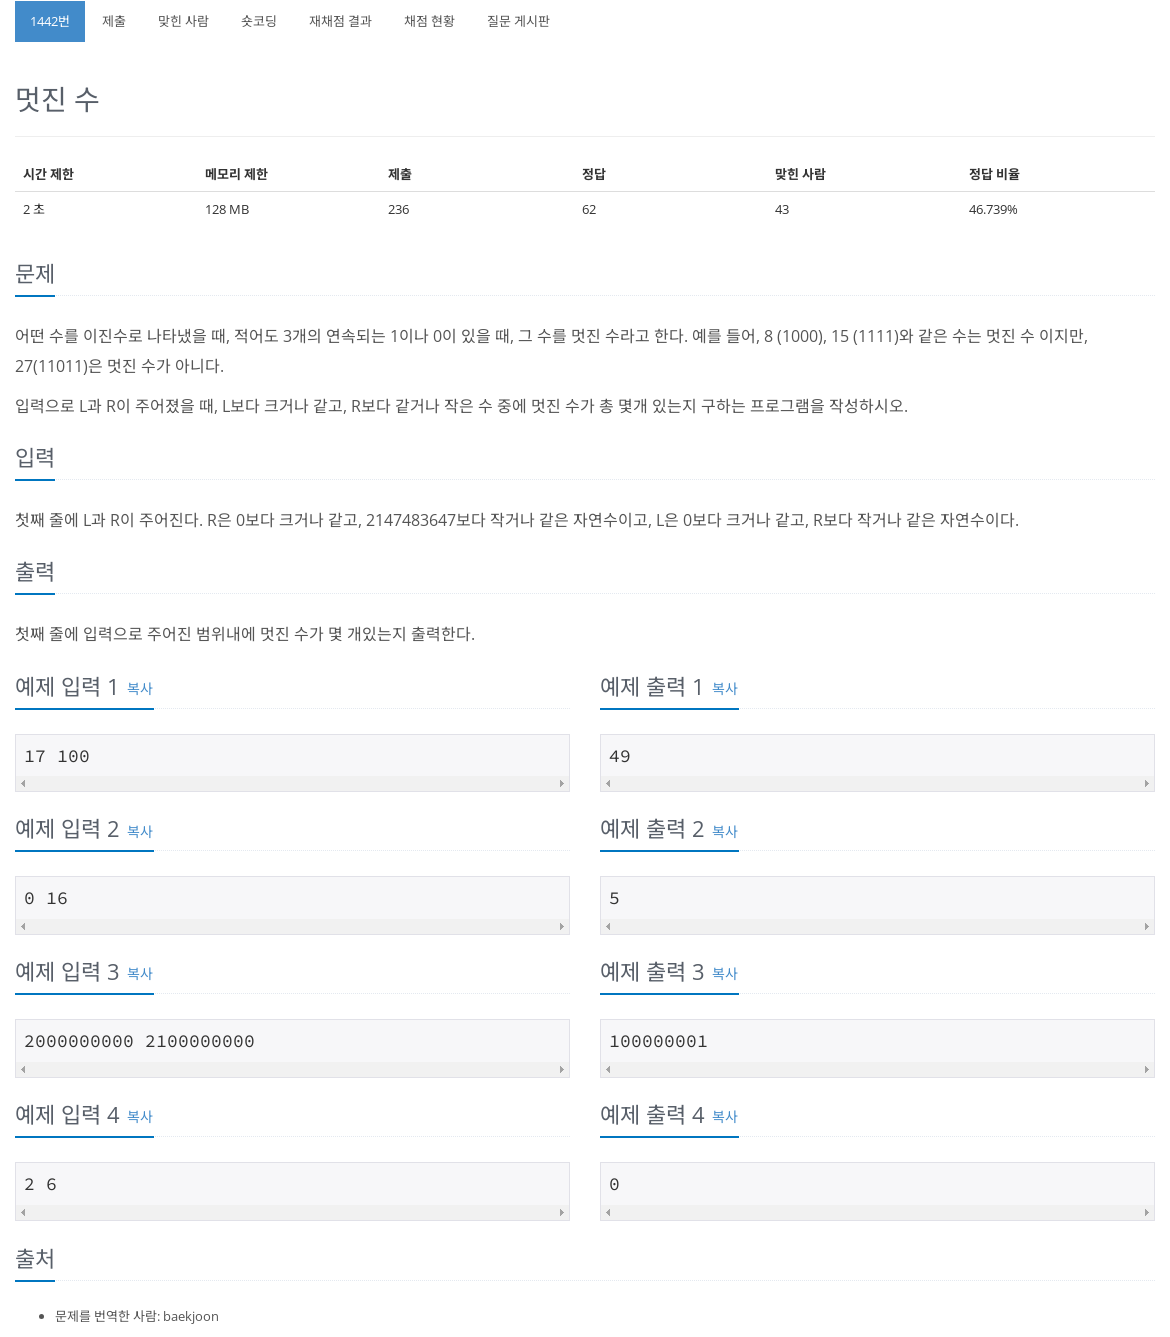 1442번 제출 맞힌 사람 숏코딩 재채점 결과 채점 현황 질문 게시판
멋진 수
시간 제한 메모리 제한 제출 정답 맞힌 사람 정답 비율
2 초 128 MB 236 62 43 46.739%
문제
어떤 수를 이진수로 나타냈을 때, 적어도 3개의 연속되는 1이나 0이 있을 때, 그 수를 멋진 수라고 한다. 예를 들어, 8 (1000), 15 (1111)와 같은 수는 멋진 수 이지만,
27(11011)은 멋진 수가 아니다.
입력으로 L과 R이 주어졌을 때, L보다 크거나 같고, R보다 같거나 작은 수 중에 멋진 수가 총 몇개 있는지 구하는 프로그램을 작성하시오.
입력
첫째 줄에 L과 R이 주어진다. R은 0보다 크거나 같고, 2147483647보다 작거나 같은 자연수이고, L은 0보다 크거나 같고, R보다 작거나 같은 자연수이다.
출력
첫째 줄에 입력으로 주어진 범위내에 멋진 수가 몇 개있는지 출력한다.
예제 입력 1 복사
17 100
예제 출력 1 복사
49
예제 입력 2 복사
0 16
예제 출력 2 복사
5
예제 입력 3 복사
2000000000 2100000000
예제 출력 3 복사
100000001
예제 입력 4 복사
2 6
예제 출력 4 복사
0
출처
문제를 번역한 사람: baekjoon